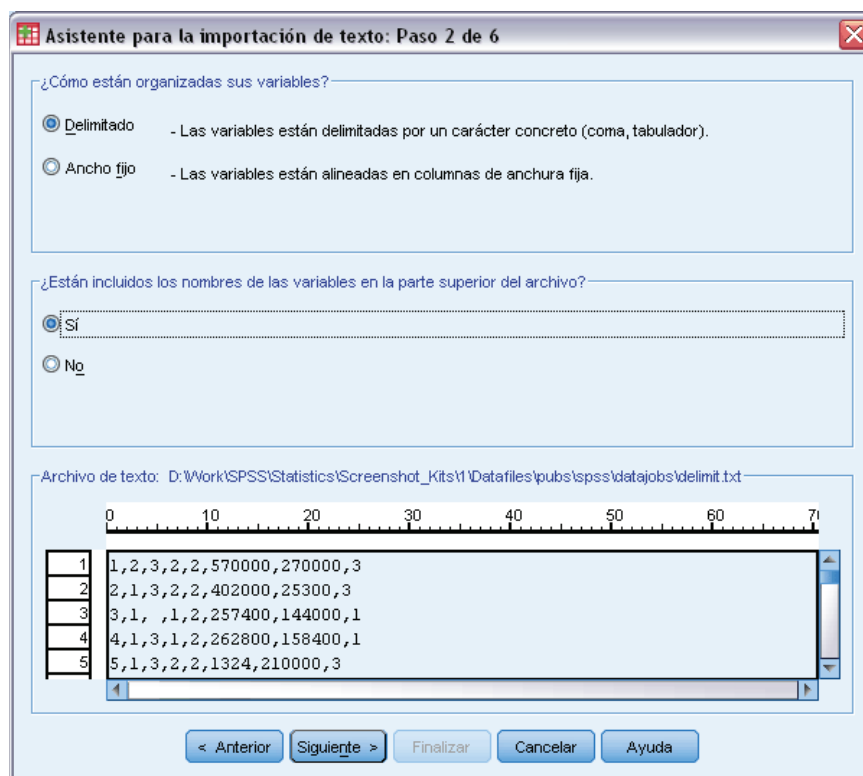 Asistente para la importación de texto: Paso 2 de 6
¿Cómo están organizadas sus variables?
Delimitado - Las variables están delimitadas por un carácter concreto (coma, tabulador).
Ancho fijo - Las variables están alineadas en columnas de anchura fija.
¿Están incluidos los nombres de las variables en la parte superior del archivo?
Sí
No
Archivo de texto: D:\Work\SPSS\Statistics\Screenshot_Kits\1\Datafiles\pubs\spss\datajobs\delimit.txt
0 10 20 30 40 50 60 70
1 1,2,3,2,2,570000,270000,3
2 2,1,3,2,2,402000,25300,3
3 3,1, ,1,2,257400,144000,1
4 4,1,3,1,2,262800,158400,1
5 5,1,3,2,2,1324,210000,3
< Anterior Siguiente > Finalizar Cancelar Ayuda